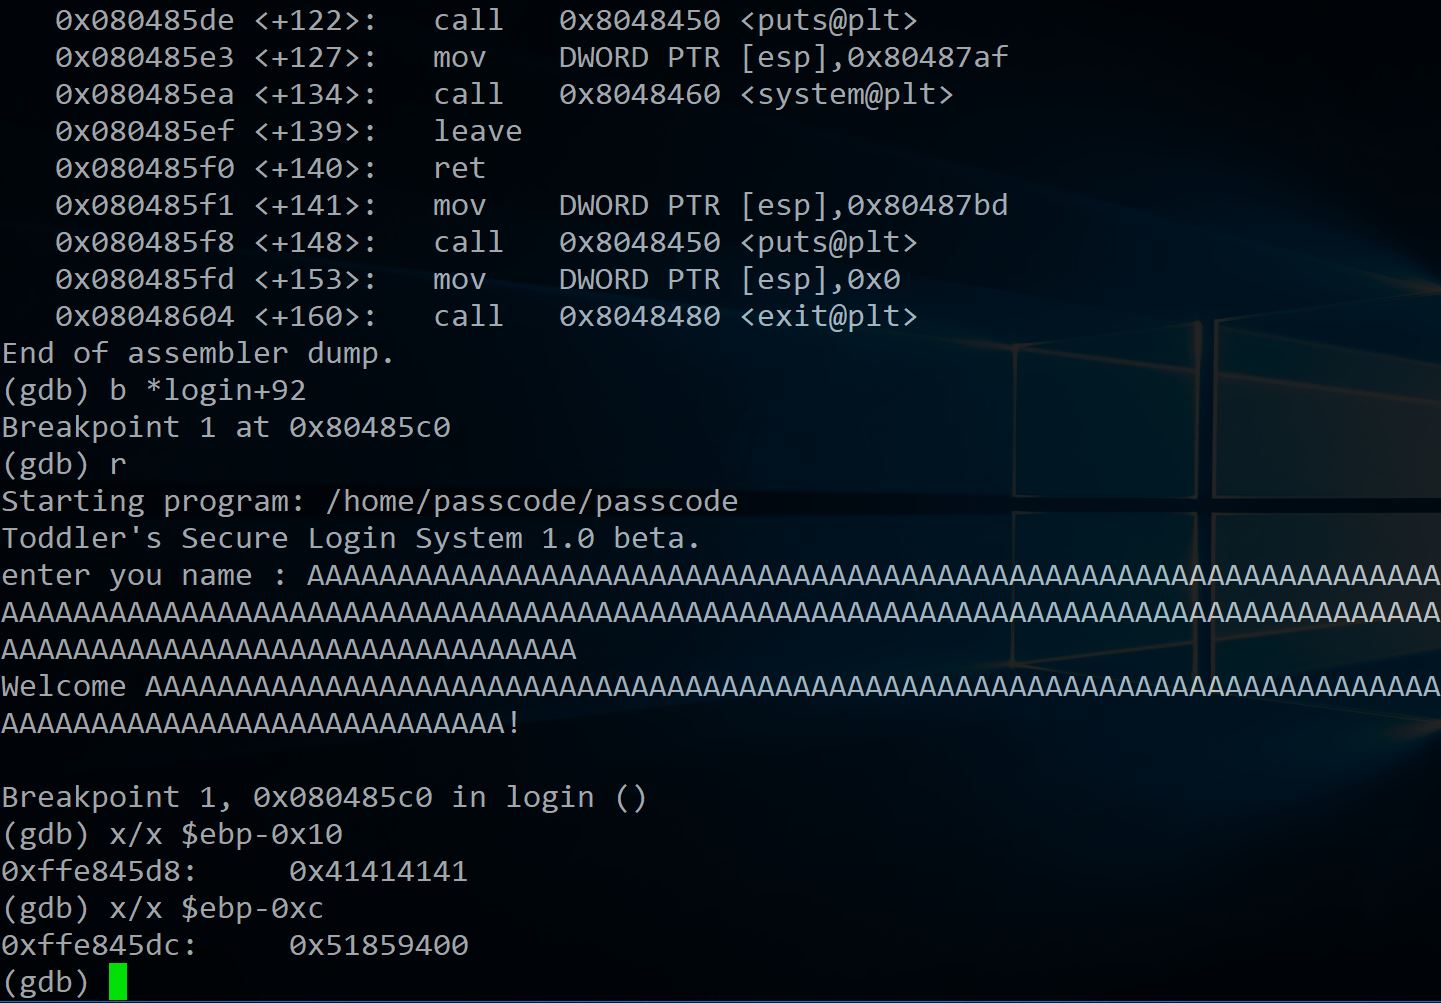 0x080485de <+122>: call 0x8048450 <puts@plt>
0x080485e3 <+127>: mov DWORD PTR [esp],0x80487af
0x080485ea <+134>: call 0x8048460 <system@plt>
0x080485ef <+139>: leave
0x080485f0 <+140>: ret
0x080485f1 <+141>: mov DWORD PTR [esp],0x80487bd
0x080485f8 <+148>: call 0x8048450 <puts@plt>
0x080485fd <+153>: mov DWORD PTR [esp],0x0
0x08048604 <+160>: call 0x8048480 <exit@plt>
End of assembler dump.
(gdb) b *login+92
Breakpoint 1 at 0x80485c0
(gdb) r
Starting program: /home/passcode/passcode
Toddler's Secure Login System 1.0 beta.
enter you name : AAAAAAAAAAAAAAAAAAAAAAAAAAAAAAAAAAAAAAAAAAAAAAAAAAAAAAAAAAAAAAA
AAAAAAAAAAAAAAAAAAAAAAAAAAAAAAAAAAAAAAAAAAAAAAAAAAAAAAAAAAAAAAAAAAAAAAAAAAAAAAAA
AAAAAAAAAAAAAAAAAAAAAAAAAAAAAAAA
Welcome AAAAAAAAAAAAAAAAAAAAAAAAAAAAAAAAAAAAAAAAAAAAAAAAAAAAAAAAAAAAAAAAAAAAAAAA
AAAAAAAAAAAAAAAAAAAAAAAAAAAA!
Breakpoint 1, 0x080485c0 in login ()
(gdb) x/x $ebp-0x10
0xffe845d8: 0x41414141
(gdb) x/x $ebp-0xc
0xffe845dc: 0x51859400
(gdb)